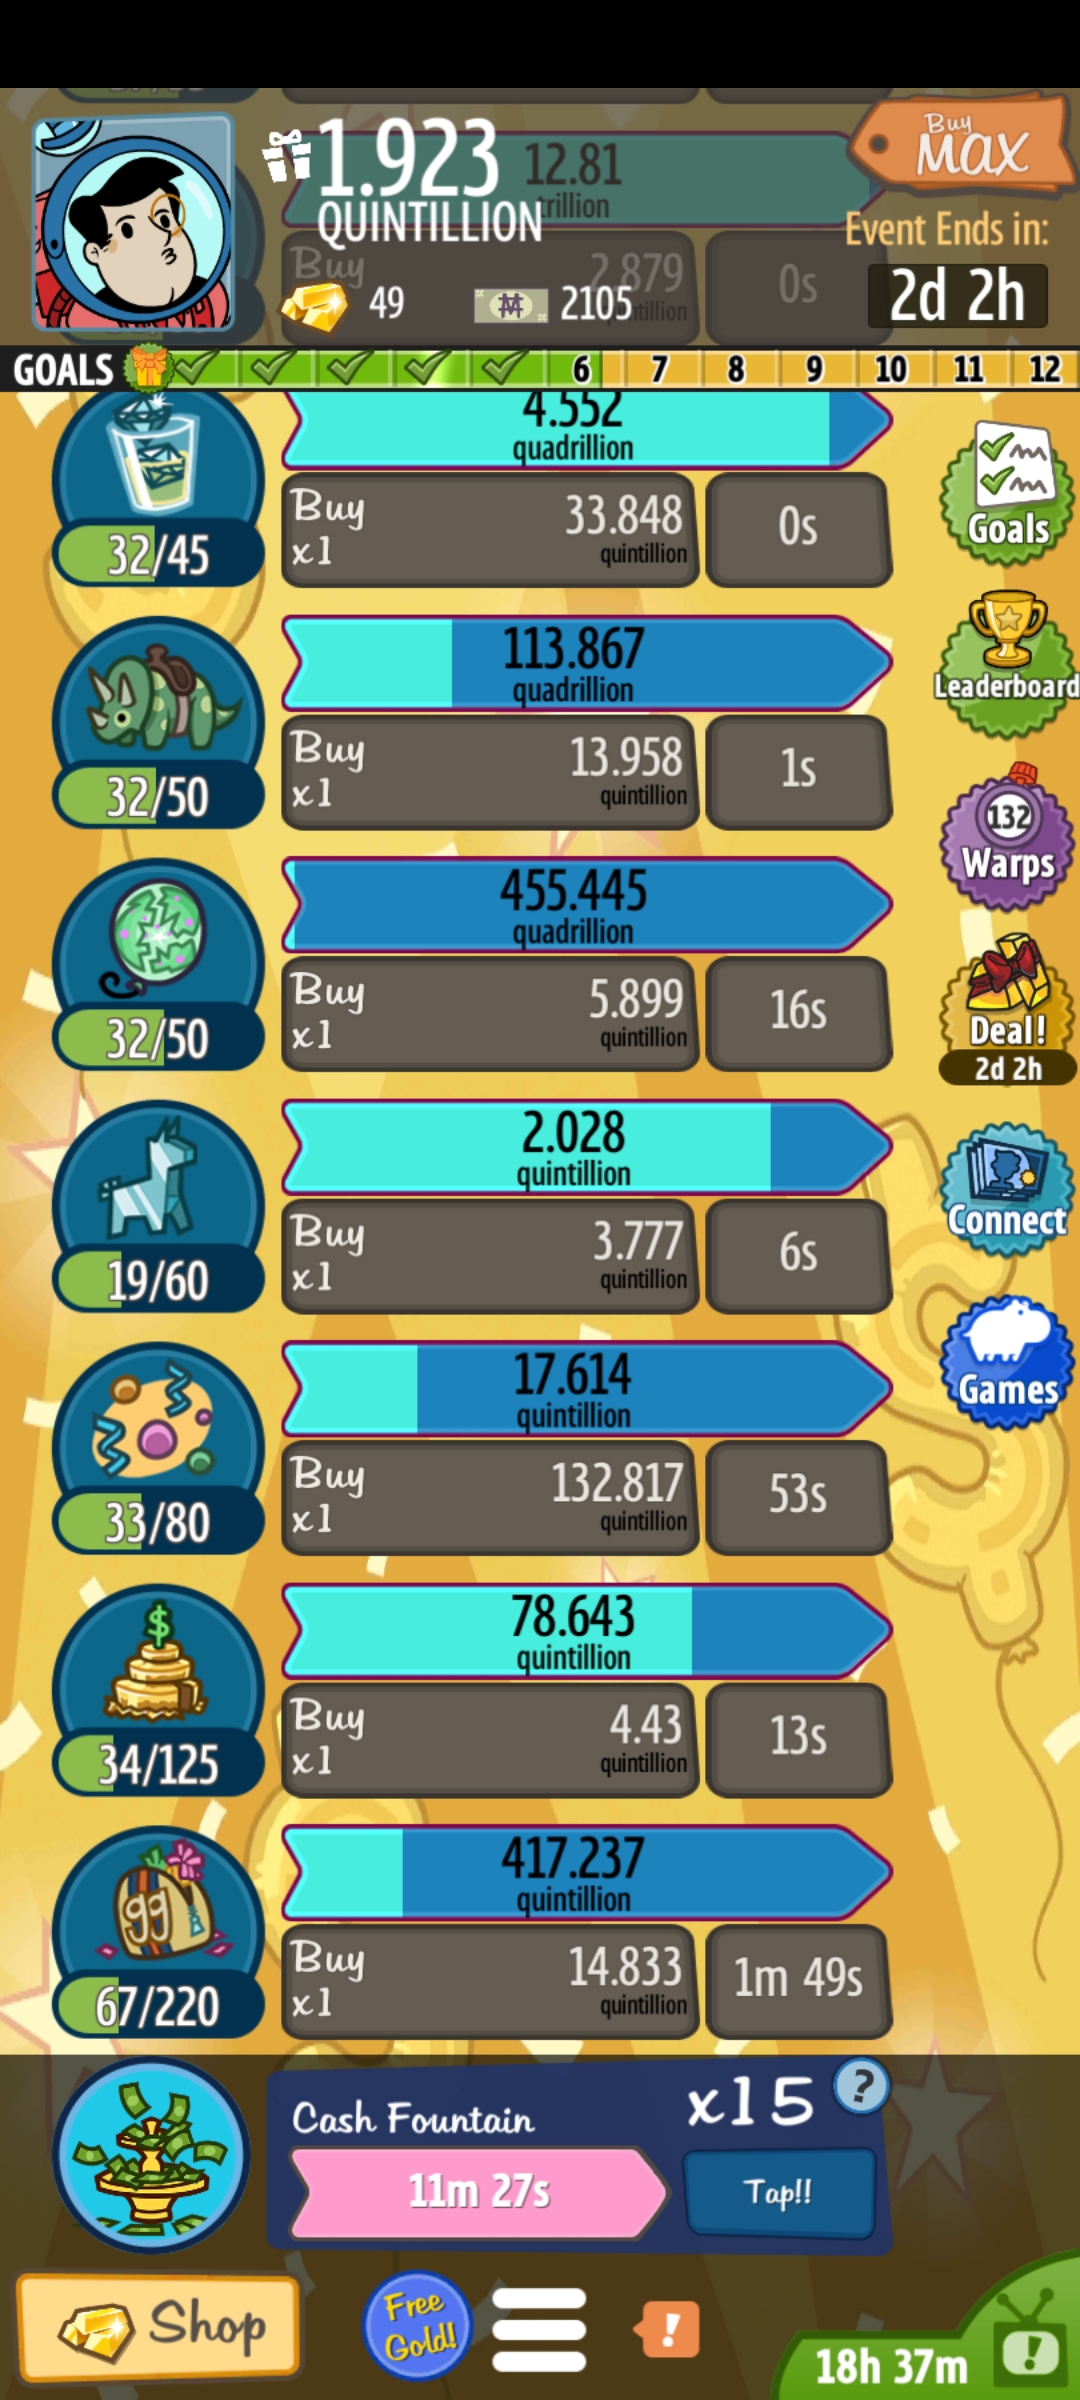 1.923
QUINTILLION
12.81
trillion
Buy
MAX
Buy
2.879
0s
49
2105
Event Ends in:
2d 2h
GOALS
6
7
8
9
10
11
12
4.552
quadrillion
32/45
Buy
x1
33.848
quintillion
0s
Goals
113.867
quadrillion
32/50
Buy
x1
13.958
quintillion
1s
Leaderboard
132
Warps
455.445
quadrillion
32/50
Buy
x1
5.899
quintillion
16s
Deal!
2d 2h
2.028
quintillion
19/60
Buy
x1
3.777
quintillion
6s
Connect
17.614
quintillion
33/80
Buy
x1
132.817
quintillion
53s
Games
$
78.643
quintillion
34/125
Buy
x1
4.43
quintillion
13s
gg
417.237
quintillion
67/220
Buy
x1
14.833
quintillion
1m 49s
Cash Fountain
x15
?
11m 27s
Tap!!
Shop
Free
Gold!
!
18h 37m
!